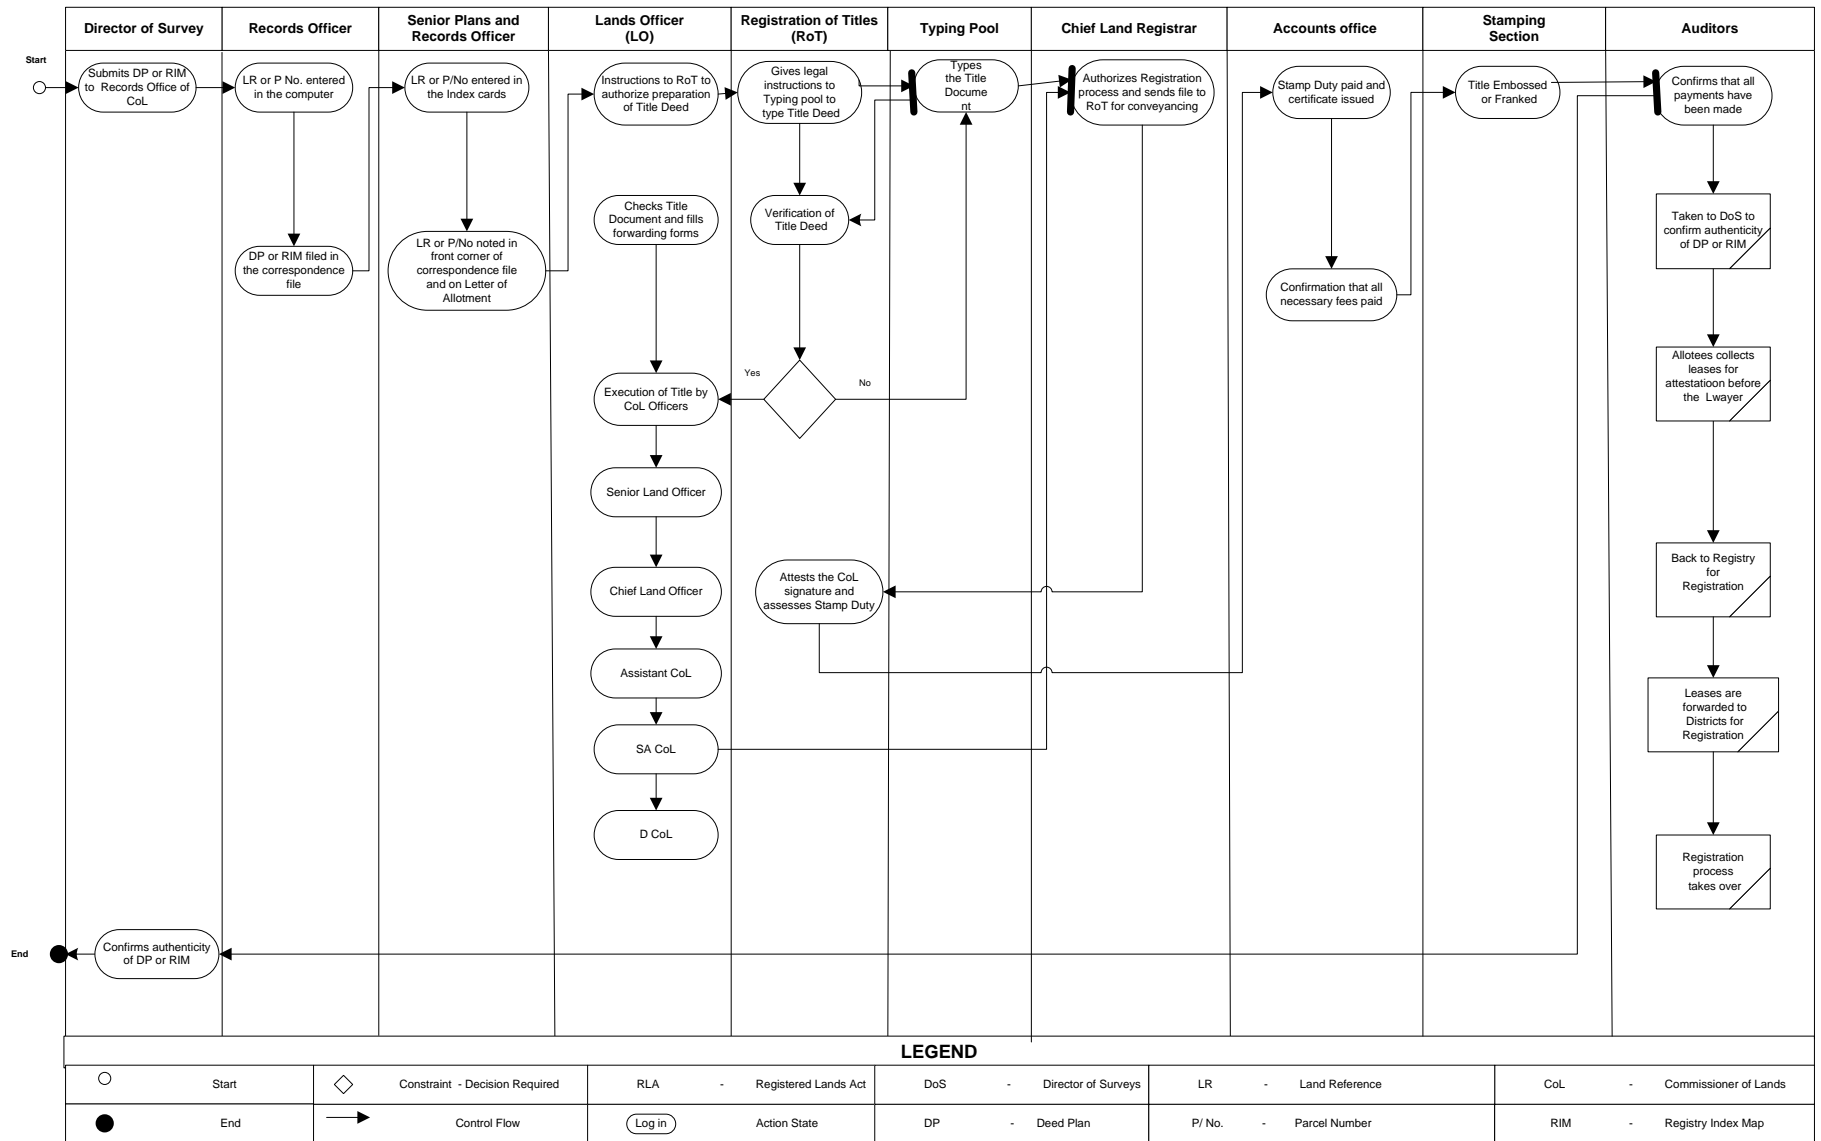 Director of Survey
Records Officer
Senior Plans and
Records Officer
Lands Officer
(LO)
Registration of Titles
(RoT)
Typing Pool
Chief Land Registrar
Accounts office
Stamping
Section
Auditors
Start
Submits DP or RIM
to Records Office of
CoL
LR or P No. entered
in the computer
LR or P/No entered in
the Index cards
Instructions to RoT to
authorize preparation
of Title Deed
Gives legal
instructions to
Typing pool to
type Title Deed
Types
the Title
Docume
nt
Authorizes Registration
process and sends file to
RoT for conveyancing
Stamp Duty paid and
certificate issued
Title Embossed
or Franked
Confirms that all
payments have
been made
Checks Title
Document and fills
forwarding forms
Verification of
Title Deed
Taken to DoS to
confirm authenticity
of DP or RIM
DP or RIM filed in
the correspondence
file
LR or P/No noted in
front corner of
correspondence file
and on Letter of
Allotment
Confirmation that all
necessary fees paid
Allotees collects
leases for
attestatioon before
the Lwayer
Yes
No
Execution of Title by
CoL Officers
Senior Land Officer
Chief Land Officer
Attests the CoL
signature and
assesses Stamp Duty
Back to Registry
for
Registration
Assistant CoL
Leases are
forwarded to
Districts for
Registration
SA CoL
D CoL
Registration
process
takes over
End
Confirms authenticity
of DP or RIM
LEGEND
Start
Constraint - Decision Required
RLA - Registered Lands Act
DoS - Director of Surveys
LR - Land Reference
CoL - Commissioner of Lands
End
Control Flow
Log in
Action State
DP - Deed Plan
P/ No. - Parcel Number
RIM - Registry Index Map